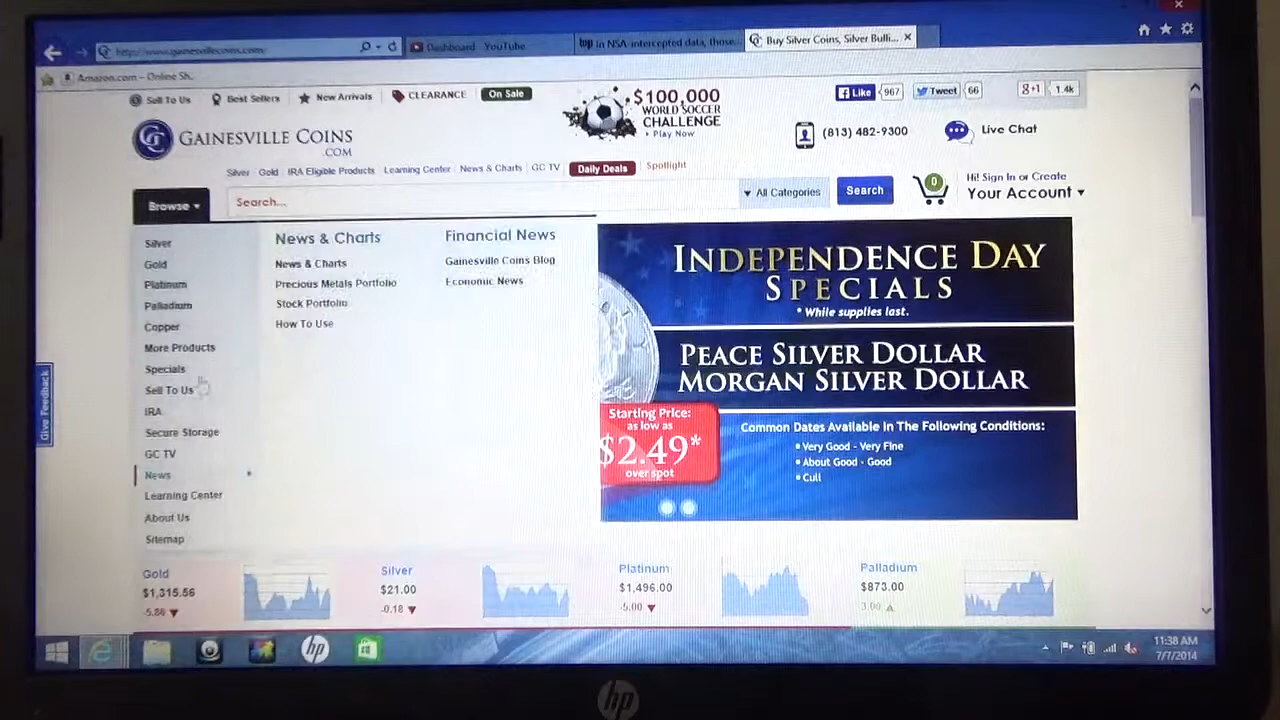 http://www.gainesvillecoins.com/
Dashboard - YouTube
in NSA-intercepted data, those...
Buy Silver Coins, Silver Bulli...
Amazon.com – Online Sh...
Sell To Us
Best Sellers
New Arrivals
CLEARANCE
On Sale
$100,000
WORLD SOCCER
CHALLENGE
Play Now
Like
967
Tweet
66
g+1
1.4k
GAINESVILLE COINS
.COM
(813) 482-9300
Live Chat
Silver
Gold
IRA Eligible Products
Learning Center
News & Charts
GC TV
Daily Deals
Spotlight
Browse
Search...
All Categories
Search
0
Hi! Sign In or Create
Your Account
Silver
Gold
Platinum
Palladium
Copper
More Products
Specials
Sell To Us
IRA
Secure Storage
GC TV
News
Learning Center
About Us
Sitemap
News & Charts
News & Charts
Precious Metals Portfolio
Stock Portfolio
How To Use
Financial News
Gainesville Coins Blog
Economic News
INDEPENDENCE DAY
SPECIALS
* While supplies last.
PEACE SILVER DOLLAR
MORGAN SILVER DOLLAR
Starting Price:
as low as
$2.49*
over spot
Common Dates Available In The Following Conditions:
• Very Good - Very Fine
• About Good - Good
• Cull
Give Feedback
Gold
$1,315.56
-5.86
Silver
$21.00
-0.18
Platinum
$1,496.00
-5.00
Palladium
$873.00
3.00
hp
11:38 AM
7/7/2014
hp